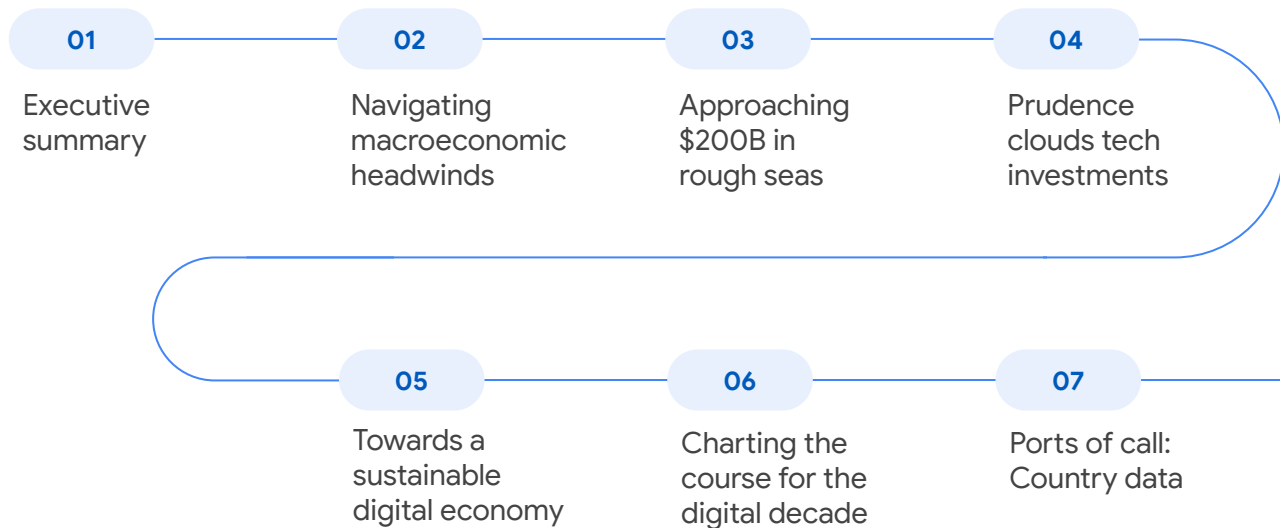 01
Executive
summary
02
Navigating
macroeconomic
headwinds
03
Approaching
$200B in
rough seas
04
Prudence
clouds tech
investments
05
Towards a
sustainable
digital economy
06
Charting the
course for the
digital decade
07
Ports of call:
Country data